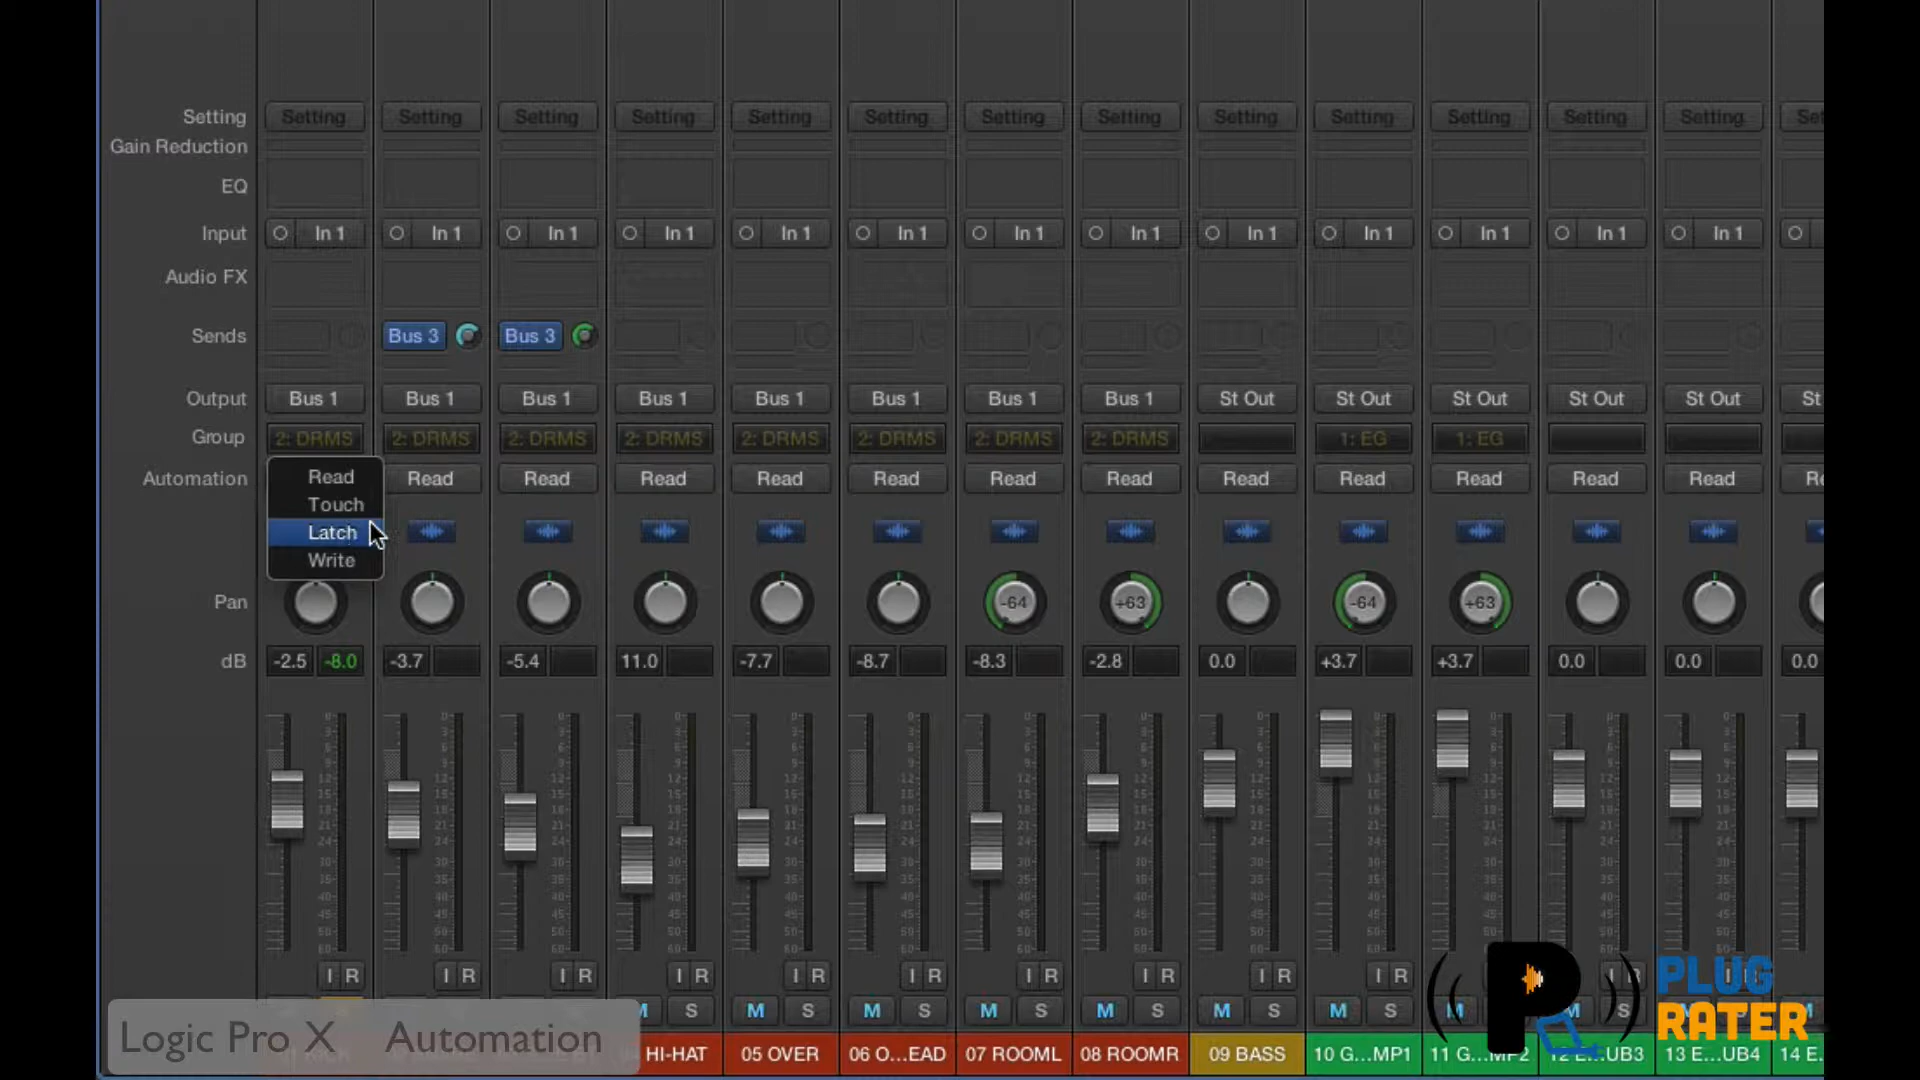 Setting Setting Setting Setting Setting Setting Setting Setting Setting Setting Setting Setting Setting Setting
Gain Reduction
EQ
Input In 1 In 1 In 1 In 1 In 1 In 1 In 1 In 1 In 1 In 1 In 1 In 1 In 1
Audio FX
Sends Bus 3 Bus 3
Output Bus 1 Bus 1 Bus 1 Bus 1 Bus 1 Bus 1 Bus 1 Bus 1 St Out St Out St Out St Out St Out St
Group 2: DRMS 2: DRMS 2: DRMS 2: DRMS 2: DRMS 2: DRMS 2: DRMS 2: DRMS 1: EG 1: EG
Automation Read Read Read Read Read Read Read Read Read Read Read Read
Read
Touch
Latch
Write
Pan -64 +63 -64 +63
dB -2.5 -8.0 -3.7 -5.4 11.0 -7.7 -8.7 -8.3 -2.8 0.0 +3.7 +3.7 0.0 0.0 0.0
I R I R I R I R I R I R I R I R I R I R
S M S M S M S M S M S M S M S
HI-HAT 05 OVER 06 O...EAD 07 ROOML 08 ROOMR 09 BASS 10 G...MP1 11 G...MP2 12 E...UB3 13 E...UB4 14 E.
Logic Pro X Automation
PLUG
RATER